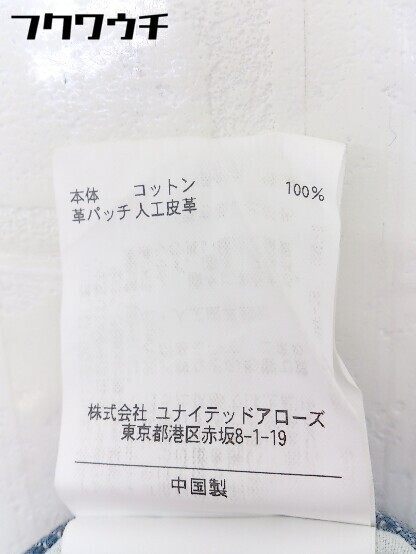 フクワウチ
本体 コットン 100%
革パッチ 人工皮革
株式会社 ユナイテッドアローズ
東京都港区赤坂8-1-19
中国製